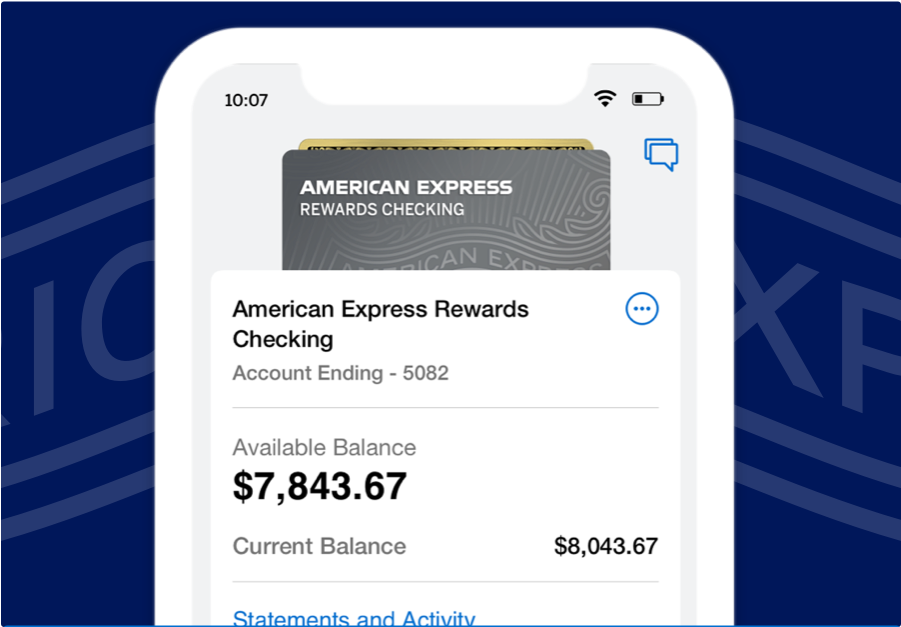 10:07
AMERICAN EXPRESS
REWARDS CHECKING
AMERICAN EXPRESS
American Express Rewards
Checking
Account Ending - 5082
Available Balance
$7,843.67
Current Balance $8,043.67
Statements and Activity